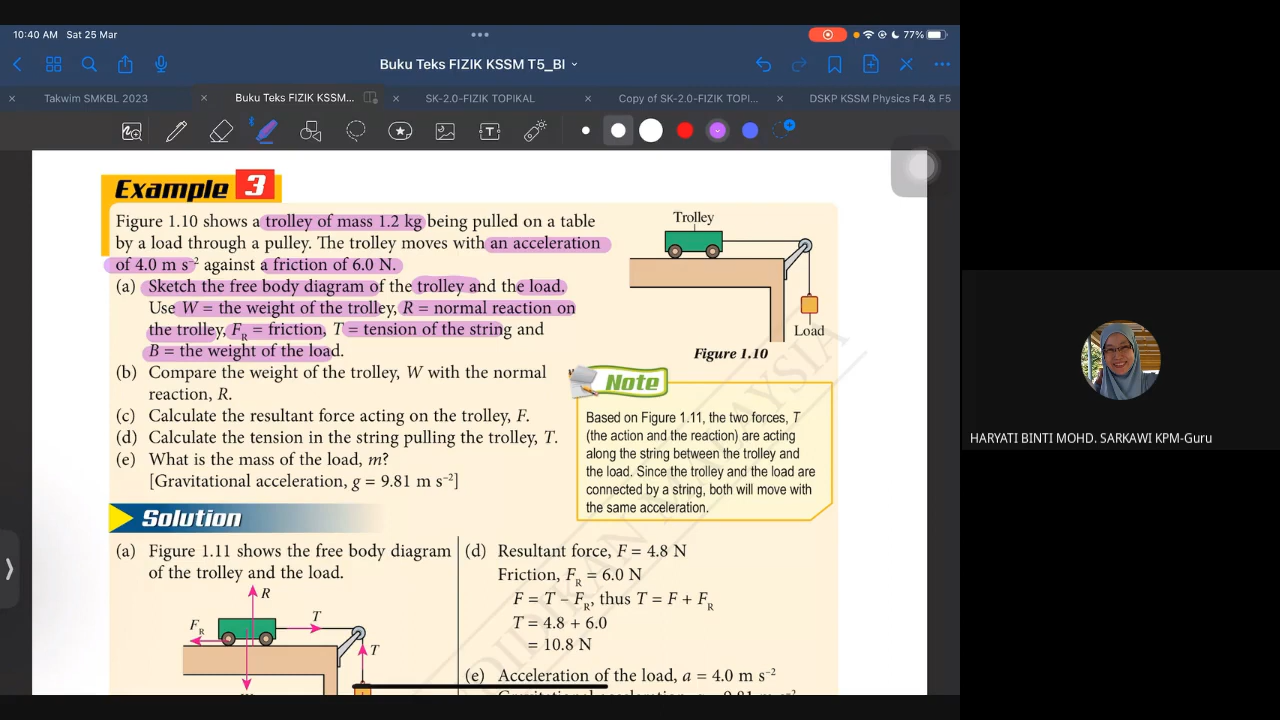 10:40 AM Sat 25 Mar
77%
Buku Teks FIZIK KSSM T5_BI
Takwim SMKBL 2023
Buku Teks FIZIK KSSM...
SK-2.0-FIZIK TOPIKAL
Copy of SK-2.0-FIZIK TOPI...
DSKP KSSM Physics F4 & F5
Example 3
Figure 1.10 shows a trolley of mass 1.2 kg being pulled on a table
by a load through a pulley. The trolley moves with an acceleration
of 4.0 m s⁻² against a friction of 6.0 N.
(a) Sketch the free body diagram of the trolley and the load.
Use W = the weight of the trolley, R = normal reaction on
the trolley, F_R = friction, T = tension of the string and
B = the weight of the load.
(b) Compare the weight of the trolley, W with the normal
reaction, R.
(c) Calculate the resultant force acting on the trolley, F.
(d) Calculate the tension in the string pulling the trolley, T.
(e) What is the mass of the load, m?
[Gravitational acceleration, g = 9.81 m s⁻²]
Trolley
Load
Figure 1.10
Note
Based on Figure 1.11, the two forces, T
(the action and the reaction) are acting
along the string between the trolley and
the load. Since the trolley and the load are
connected by a string, both will move with
the same acceleration.
Solution
(a) Figure 1.11 shows the free body diagram
of the trolley and the load.
R
F_R
T
T
(d) Resultant force, F = 4.8 N
Friction, F_R = 6.0 N
F = T – F_R, thus T = F + F_R
T = 4.8 + 6.0
= 10.8 N
(e) Acceleration of the load, a = 4.0 m s⁻²
HARYATI BINTI MOHD. SARKAWI KPM-Guru